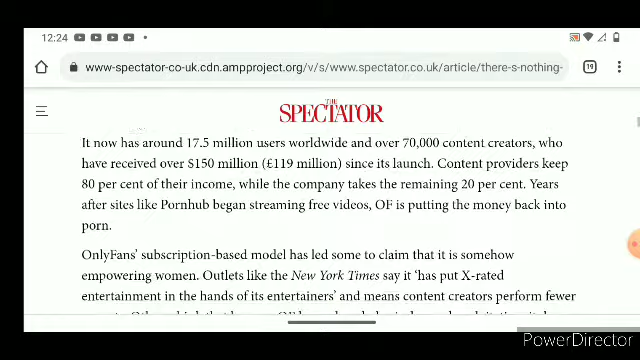 12:24
19
www-spectator-co-uk.cdn.ampproject.org/v/s/www.spectator.co.uk/article/there-s-nothing-
THE
SPECTATOR
It now has around 17.5 million users worldwide and over 70,000 content creators, who
have received over $150 million (£119 million) since its launch. Content providers keep
80 per cent of their income, while the company takes the remaining 20 per cent. Years
after sites like Pornhub began streaming free videos, OF is putting the money back into
porn.
OnlyFans' subscription-based model has led some to claim that it is somehow
empowering women. Outlets like the New York Times say it 'has put X-rated
entertainment in the hands of its entertainers' and means content creators perform fewer
PowerDirector